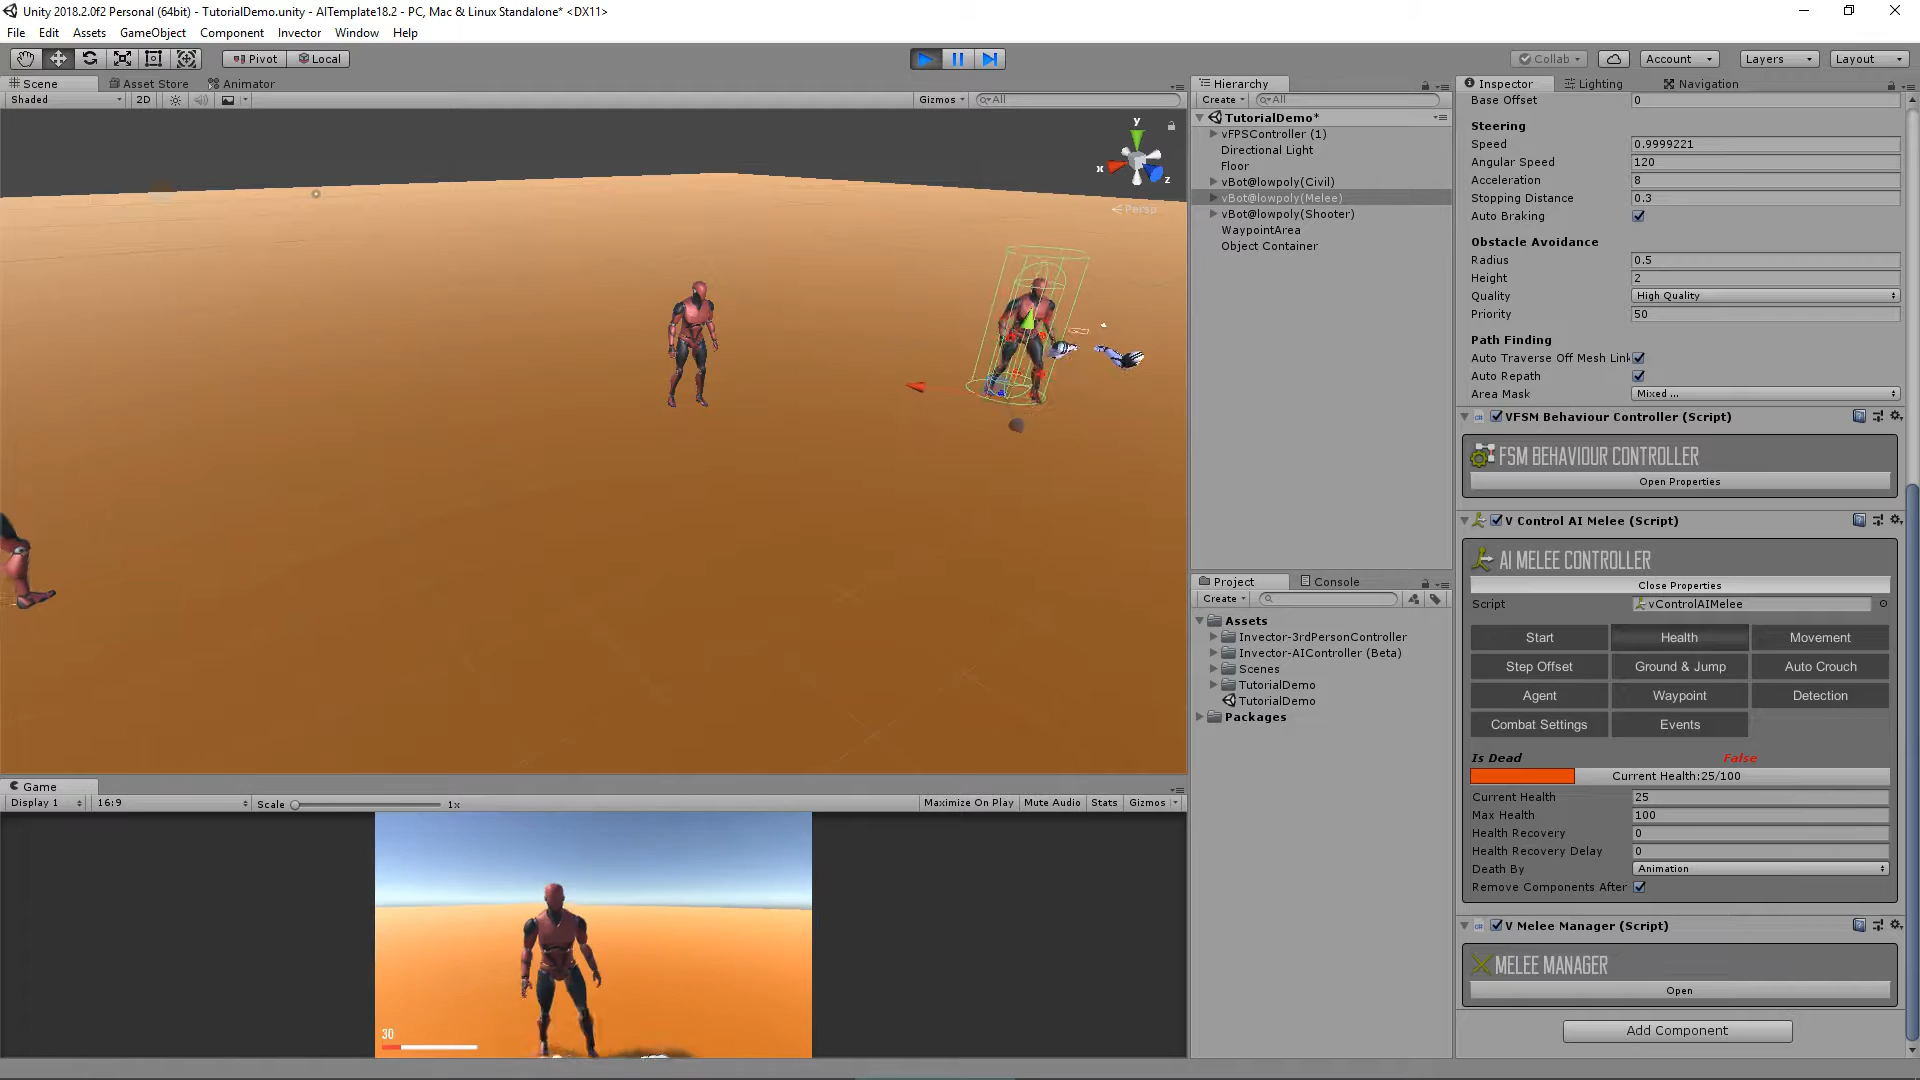 Unity 2018.2.0f2 Personal (64bit) - TutorialDemo.unity - AITemplate18.2 - PC, Mac & Linux Standalone* <DX11>
File Edit Assets GameObject Component Inventor Window Help
Pivot Local Collab Account Layers Layout
Scene Asset Store Animator
Shaded 2D Gizmos All
y
x
z
Persp
Hierarchy
Create All
TutorialDemo*
vFPSController (1)
Directional Light
Floor
vBot@lowpoly(Civil)
vBot@lowpoly(Melee)
vBot@lowpoly(Shooter)
WaypointArea
Object Container
Project Console
Create
Assets
Invector-3rdPersonController
Invector-AIController (Beta)
Scenes
TutorialDemo
TutorialDemo
Packages
Inspector Lighting Navigation
Base Offset 0
Steering
Speed 0.9999221
Angular Speed 120
Acceleration 8
Stopping Distance 0.3
Auto Braking
Obstacle Avoidance
Radius 0.5
Height 2
Quality High Quality
Priority 50
Path Finding
Auto Traverse Off Mesh Link
Auto Repath
Area Mask Mixed ...
VFSM Behaviour Controller (Script)
FSM BEHAVIOUR CONTROLLER
Open Properties
V Control AI Melee (Script)
AI MELEE CONTROLLER
Close Properties
Script vControlAIMelee
Start Health Movement
Step Offset Ground & Jump Auto Crouch
Agent Waypoint Detection
Combat Settings Events
Is Dead False
Current Health:25/100
Current Health 25
Max Health 100
Health Recovery 0
Health Recovery Delay 0
Death By Animation
Remove Components After
V Melee Manager (Script)
MELEE MANAGER
Open
Add Component
Game
Display 1 16:9 Scale 1x Maximize On Play Mute Audio Stats Gizmos
30